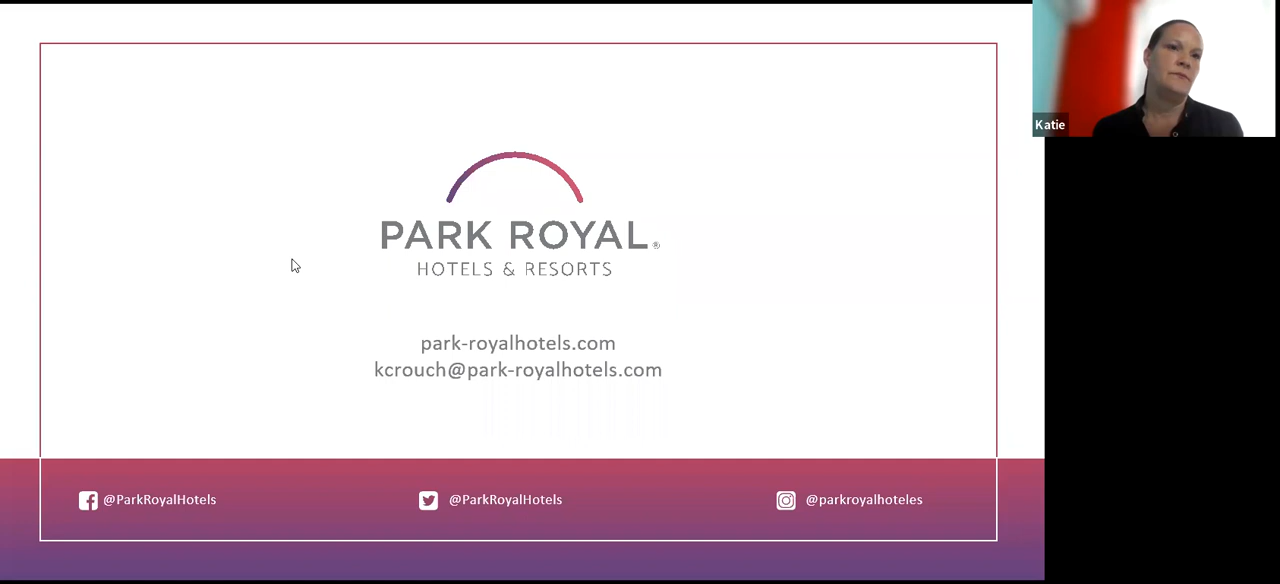 Katie
PARK ROYAL®
HOTELS & RESORTS
park-royalhotels.com
kcrouch@park-royalhotels.com
@ParkRoyalHotels
@ParkRoyalHotels
@parkroyalhoteles